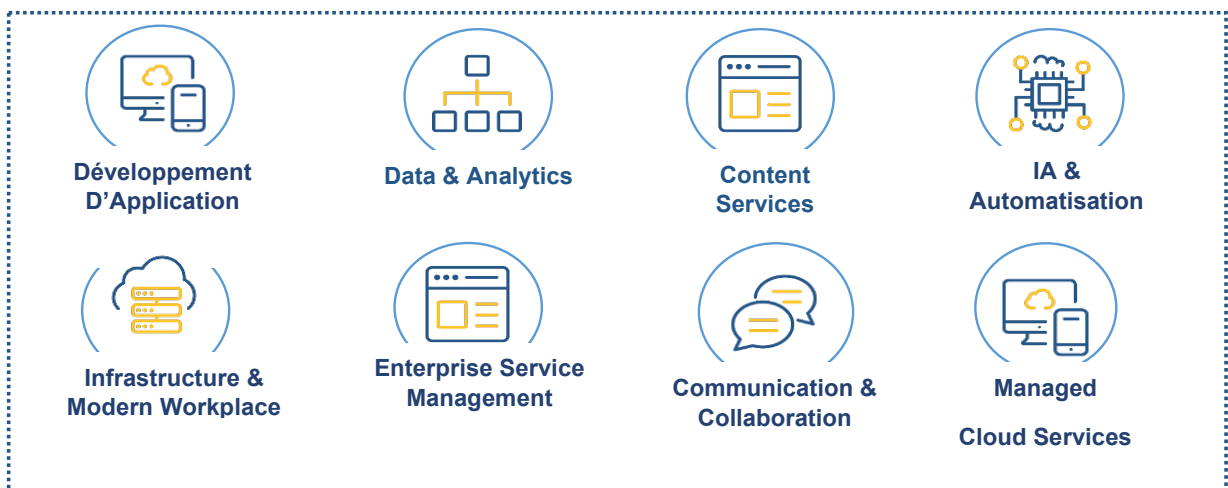 Développement
D'Application
Data & Analytics
Content
Services
IA &
Automatisation
Infrastructure &
Modern Workplace
Enterprise Service
Management
Communication &
Collaboration
Managed
Cloud Services